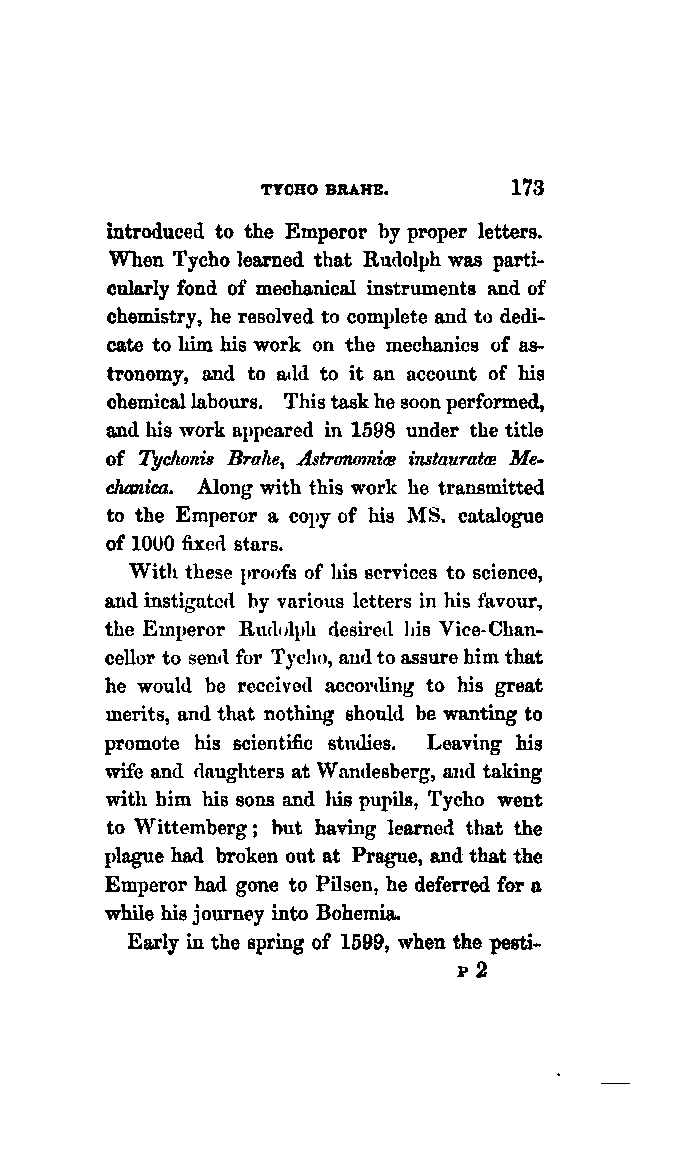 TYCHO BRAHE. 173
introduced to the Emperor by proper letters.
When Tycho learned that Rudolph was parti-
cularly fond of mechanical instruments and of
chemistry, he resolved to complete and to dedi-
cate to him his work on the mechanics of as-
tronomy, and to add to it an account of his
chemical labours. This task he soon performed,
and his work appeared in 1598 under the title
of Tychonis Brahe, Astronomiæ instauratæ Me-
chanica. Along with this work he transmitted
to the Emperor a copy of his MS. catalogue
of 1000 fixed stars.
With these proofs of his services to science,
and instigated by various letters in his favour,
the Emperor Rudolph desired his Vice-Chan-
cellor to send for Tycho, and to assure him that
he would be received according to his great
merits, and that nothing should be wanting to
promote his scientific studies. Leaving his
wife and daughters at Wandesberg, and taking
with him his sons and his pupils, Tycho went
to Wittemberg; but having learned that the
plague had broken out at Prague, and that the
Emperor had gone to Pilsen, he deferred for a
while his journey into Bohemia.
Early in the spring of 1599, when the pesti-
P 2